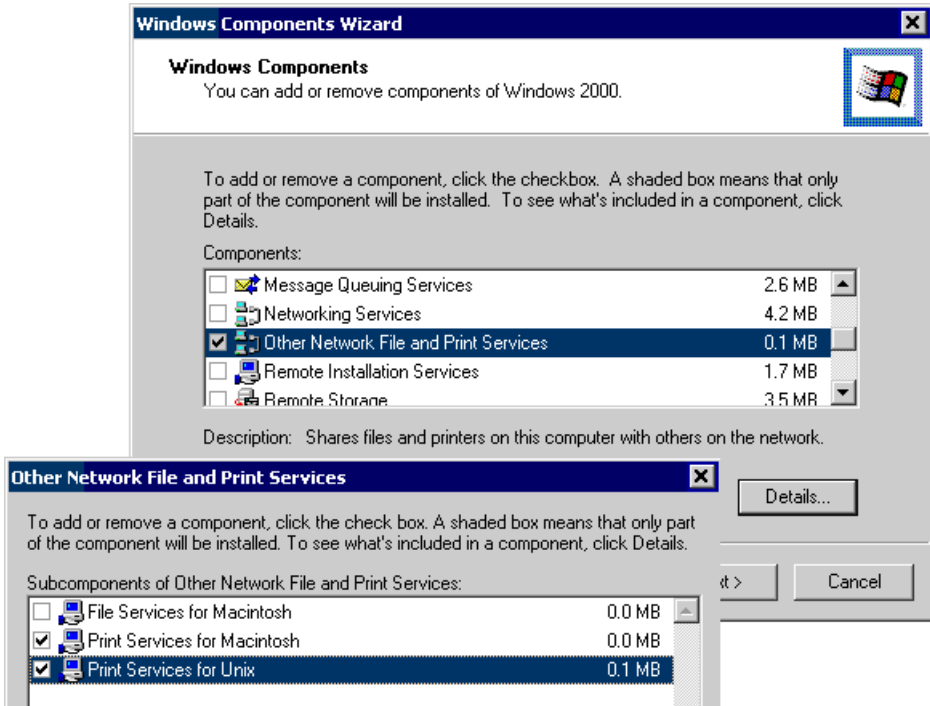 Windows Components Wizard
Windows Components
You can add or remove components of Windows 2000.
To add or remove a component, click the checkbox. A shaded box means that only
part of the component will be installed. To see what's included in a component, click
Details.
Components:
Message Queuing Services 2.6 MB
Networking Services 4.2 MB
Other Network File and Print Services 0.1 MB
Remote Installation Services 1.7 MB
Remote Storage 3.5 MB
Description: Shares files and printers on this computer with others on the network.
Details...
xt > Cancel
Other Network File and Print Services
To add or remove a component, click the check box. A shaded box means that only part
of the component will be installed. To see what's included in a component, click Details.
Subcomponents of Other Network File and Print Services:
File Services for Macintosh 0.0 MB
Print Services for Macintosh 0.0 MB
Print Services for Unix 0.1 MB